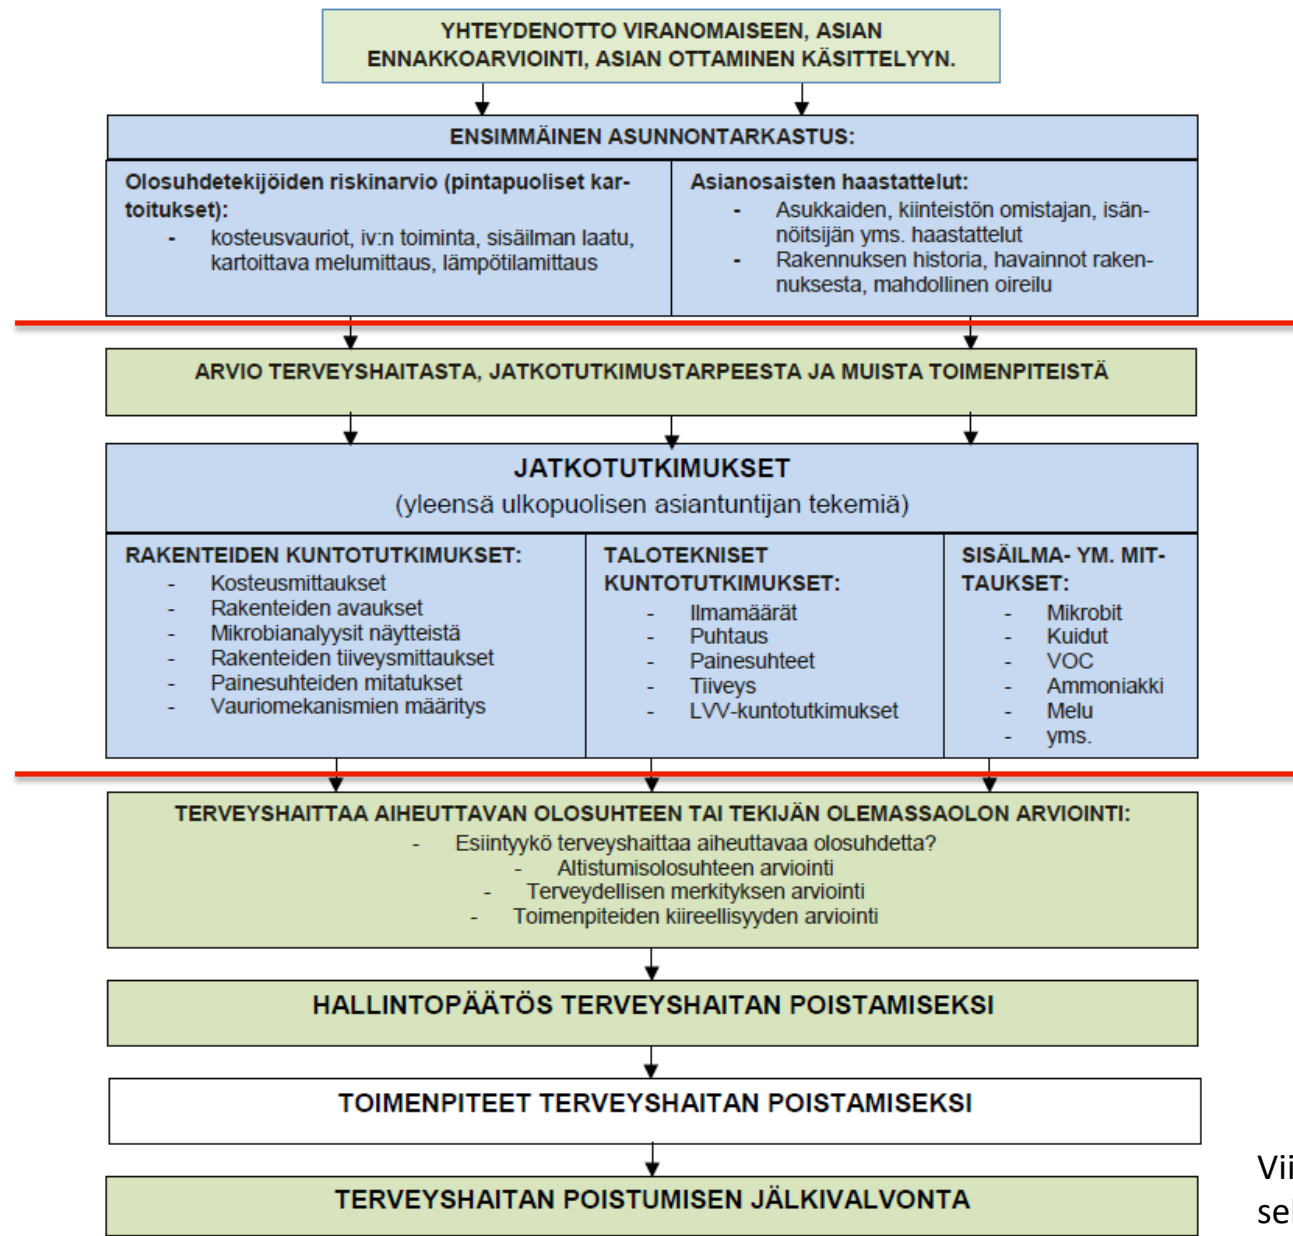 YHTEYDENOTTO VIRANOMAISEEN, ASIAN
ENNAKKOARVIOINTI, ASIAN OTTAMINEN KÄSITTELYYN.
ENSIMMÄINEN ASUNNONTARKASTUS:
Olosuhdetekijöiden riskinarvio (pintapuoliset kar-
toitukset):
- kosteusvauriot, iv:n toiminta, sisäilman laatu,
kartoittava melumittaus, lämpötilamittaus
Asianosaisten haastattelut:
- Asukkaiden, kiinteistön omistajan, isän-
nöitsijän yms. haastattelut
- Rakennuksen historia, havainnot raken-
nuksesta, mahdollinen oireilu
ARVIO TERVEYSHAITASTA, JATKOTUTKIMUSTARPEESTA JA MUISTA TOIMENPITEISTÄ
JATKOTUTKIMUKSET
(yleensä ulkopuolisen asiantuntijan tekemiä)
RAKENTEIDEN KUNTOTUTKIMUKSET:
- Kosteusmittaukset
- Rakenteiden avaukset
- Mikrobianalyysit näytteistä
- Rakenteiden tiiveysmittaukset
- Painesuhteiden mitatukset
- Vauriomekanismien määritys
TALOTEKNISET
KUNTOTUTKIMUKSET:
- Ilmamäärät
- Puhtaus
- Painesuhteet
- Tiiveys
- LVV-kuntotutkimukset
SISÄILMA- YM. MIT-
TAUKSET:
- Mikrobit
- Kuidut
- VOC
- Ammoniakki
- Melu
- yms.
TERVEYSHAITTAA AIHEUTTAVAN OLOSUHTEEN TAI TEKIJÄN OLEMASSAOLON ARVIOINTI:
- Esiintyykö terveyshaittaa aiheuttavaa olosuhdetta?
- Altistumisolosuhteen arviointi
- Terveydellisen merkityksen arviointi
- Toimenpiteiden kiireellisyyden arviointi
HALLINTOPÄÄTÖS TERVEYSHAITAN POISTAMISEKSI
TOIMENPITEET TERVEYSHAITAN POISTAMISEKSI
TERVEYSHAITAN POISTUMISEN JÄLKIVALVONTA